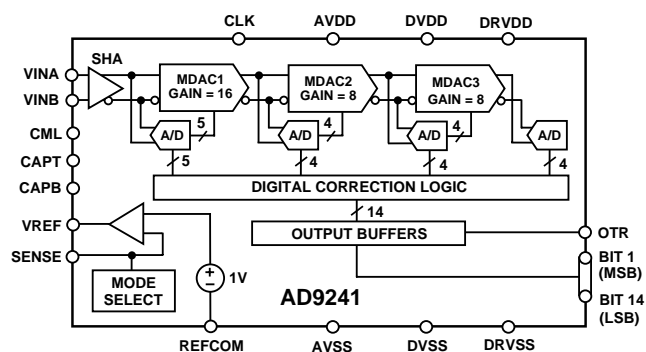 CLK AVDD DVDD DRVDD
SHA
VINA
VINB
MDAC1
GAIN = 16
MDAC2
GAIN = 8
MDAC3
GAIN = 8
CML
CAPT
CAPB
A/D 5 A/D 4 A/D 4 A/D
5 4 4 4
DIGITAL CORRECTION LOGIC
14
VREF
OUTPUT BUFFERS
OTR
SENSE
BIT 1
(MSB)
MODE
SELECT
+
–
1V
AD9241
BIT 14
(LSB)
REFCOM AVSS DVSS DRVSS